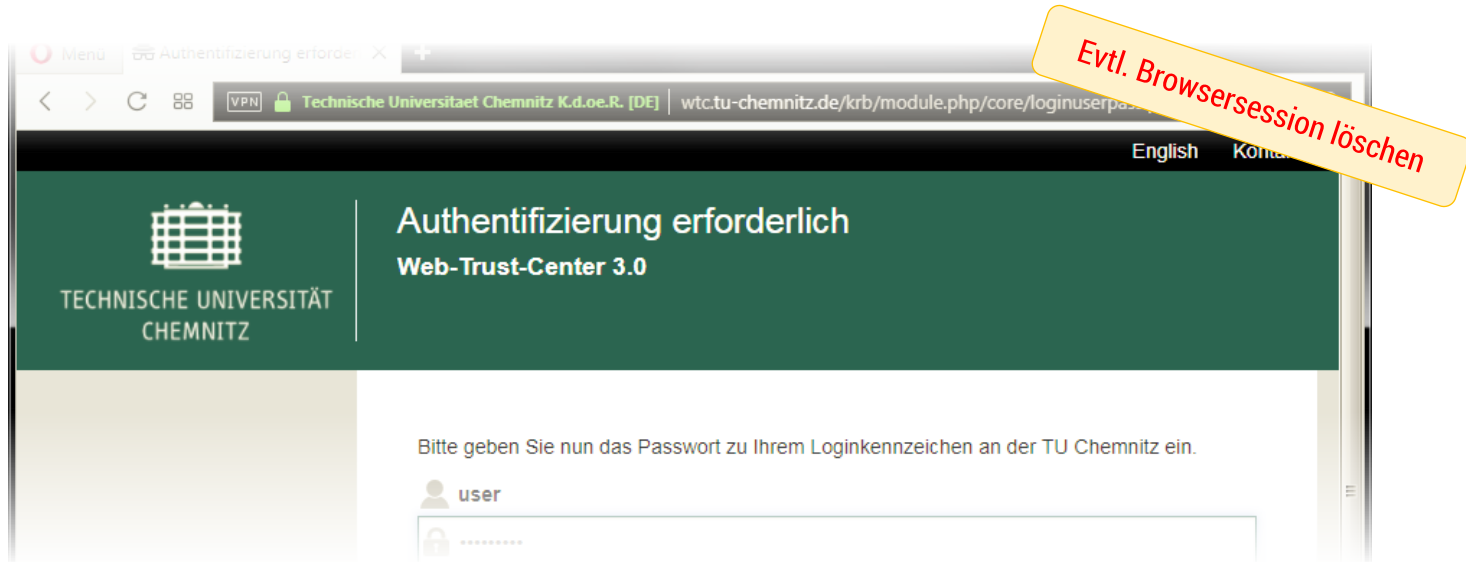 Menü Authentifizierung erforde
Evtl. Browsersession löschen
VPN Technische Universitaet Chemnitz K.d.oe.R. [DE] wtc.tu-chemnitz.de/krb/module.php/core/loginuserpas
English
TECHNISCHE UNIVERSITÄT
CHEMNITZ
Authentifizierung erforderlich
Web-Trust-Center 3.0
Bitte geben Sie nun das Passwort zu Ihrem Loginkennzeichen an der TU Chemnitz ein.
user